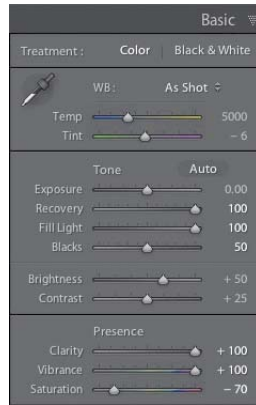 Basic
Treatment : Color Black & White
WB : As Shot
Temp 5000
Tint – 6
Tone Auto
Exposure 0.00
Recovery 100
Fill Light 100
Blacks 50
Brightness + 50
Contrast + 25
Presence
Clarity + 100
Vibrance + 100
Saturation – 70